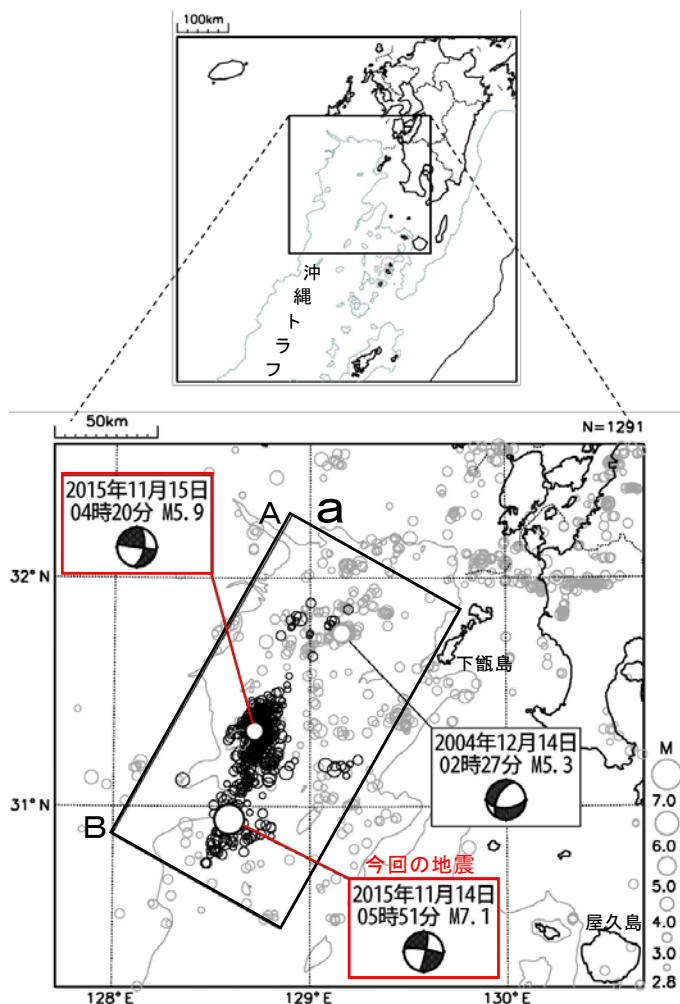 100km
沖
縄
ト
ラ
フ
50km
N=1291
2015年11月15日
04時20分 M5.9
A
a
32°N
下甑島
2004年12月14日
02時27分 M5.3
M
7.0
6.0
5.0
4.0
3.0
2.8
31°N
B
今回の地震
2015年11月14日
05時51分 M7.1
屋久島
128°E
129°E
130°E